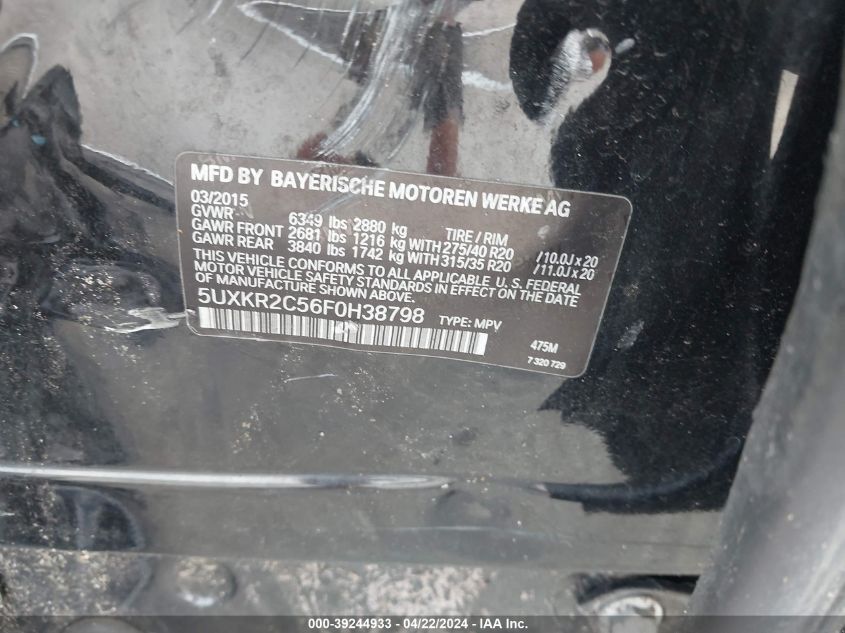 MFD BY BAYERISCHE MOTOREN WERKE AG
03/2015
GVWR 6349 lbs 2880 kg TIRE / RIM
GAWR FRONT 2681 lbs 1216 kg WITH 275/40 R20 /10.0J x 20
GAWR REAR 3840 lbs 1742 kg WITH 315/35 R20 /11.0J x 20
THIS VEHICLE CONFORMS TO ALL APPLICABLE U. S. FEDERAL
MOTOR VEHICLE SAFETY STANDARDS IN EFFECT ON THE DATE
OF MANUFACTURE SHOWN ABOVE.
5UXKR2C56F0H38798 TYPE: MPV
475M
7 320 729
000-39244933 - 04/22/2024 - IAA Inc.